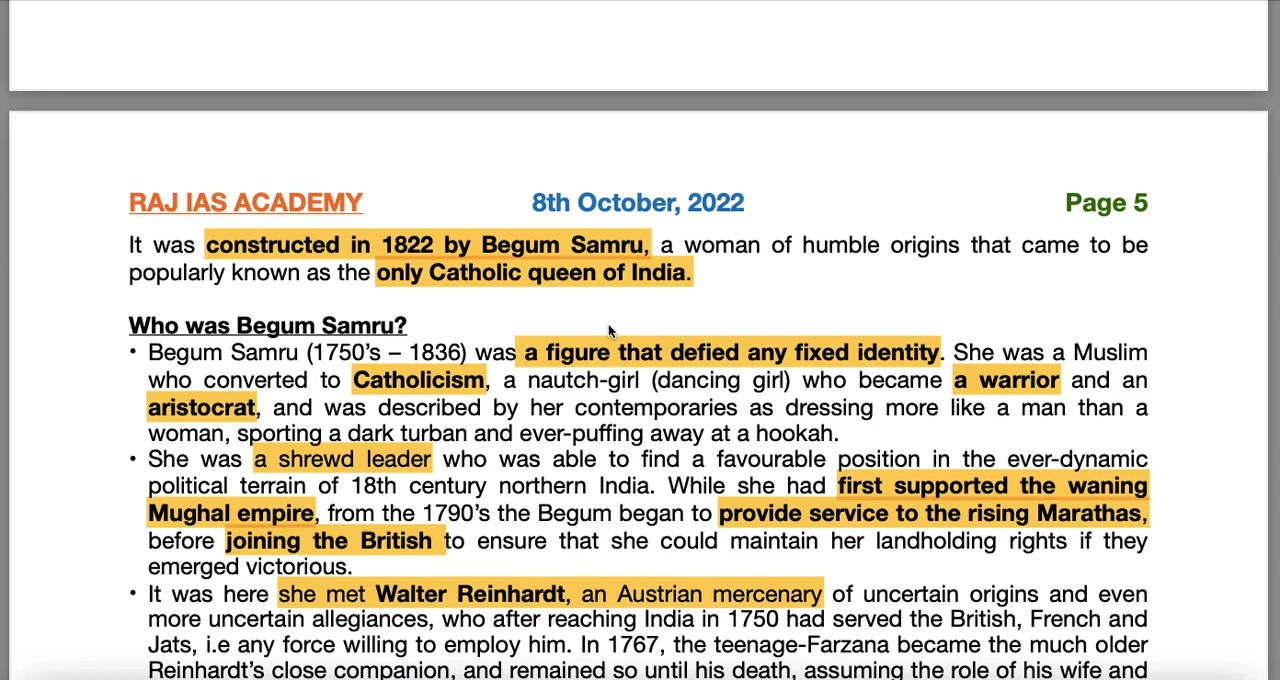 RAJ IAS ACADEMY 8th October, 2022 Page 5
It was constructed in 1822 by Begum Samru, a woman of humble origins that came to be
popularly known as the only Catholic queen of India.
Who was Begum Samru?
• Begum Samru (1750’s – 1836) was a figure that defied any fixed identity. She was a Muslim
who converted to Catholicism, a nautch-girl (dancing girl) who became a warrior and an
aristocrat, and was described by her contemporaries as dressing more like a man than a
woman, sporting a dark turban and ever-puffing away at a hookah.
• She was a shrewd leader who was able to find a favourable position in the ever-dynamic
political terrain of 18th century northern India. While she had first supported the waning
Mughal empire, from the 1790’s the Begum began to provide service to the rising Marathas,
before joining the British to ensure that she could maintain her landholding rights if they
emerged victorious.
• It was here she met Walter Reinhardt, an Austrian mercenary of uncertain origins and even
more uncertain allegiances, who after reaching India in 1750 had served the British, French and
Jats, i.e any force willing to employ him. In 1767, the teenage-Farzana became the much older
Reinhardt’s close companion, and remained so until his death, assuming the role of his wife and